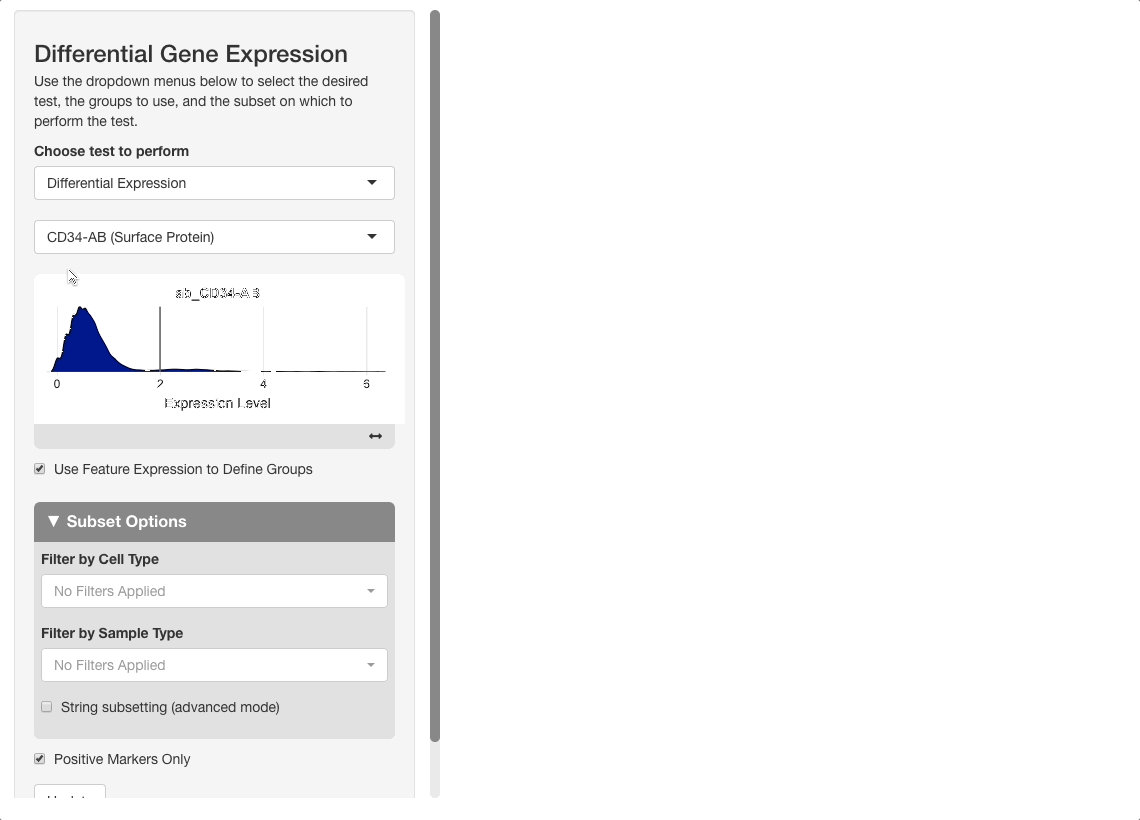 Differential Gene Expression
Use the dropdown menus below to select the desired
test, the groups to use, and the subset on which to
perform the test.
Choose test to perform
Differential Expression
CD34-AB (Surface Protein)
ab_CD34-AB
0 2 4 6
Expression Level
Use Feature Expression to Define Groups
▼ Subset Options
Filter by Cell Type
No Filters Applied
Filter by Sample Type
No Filters Applied
String subsetting (advanced mode)
Positive Markers Only